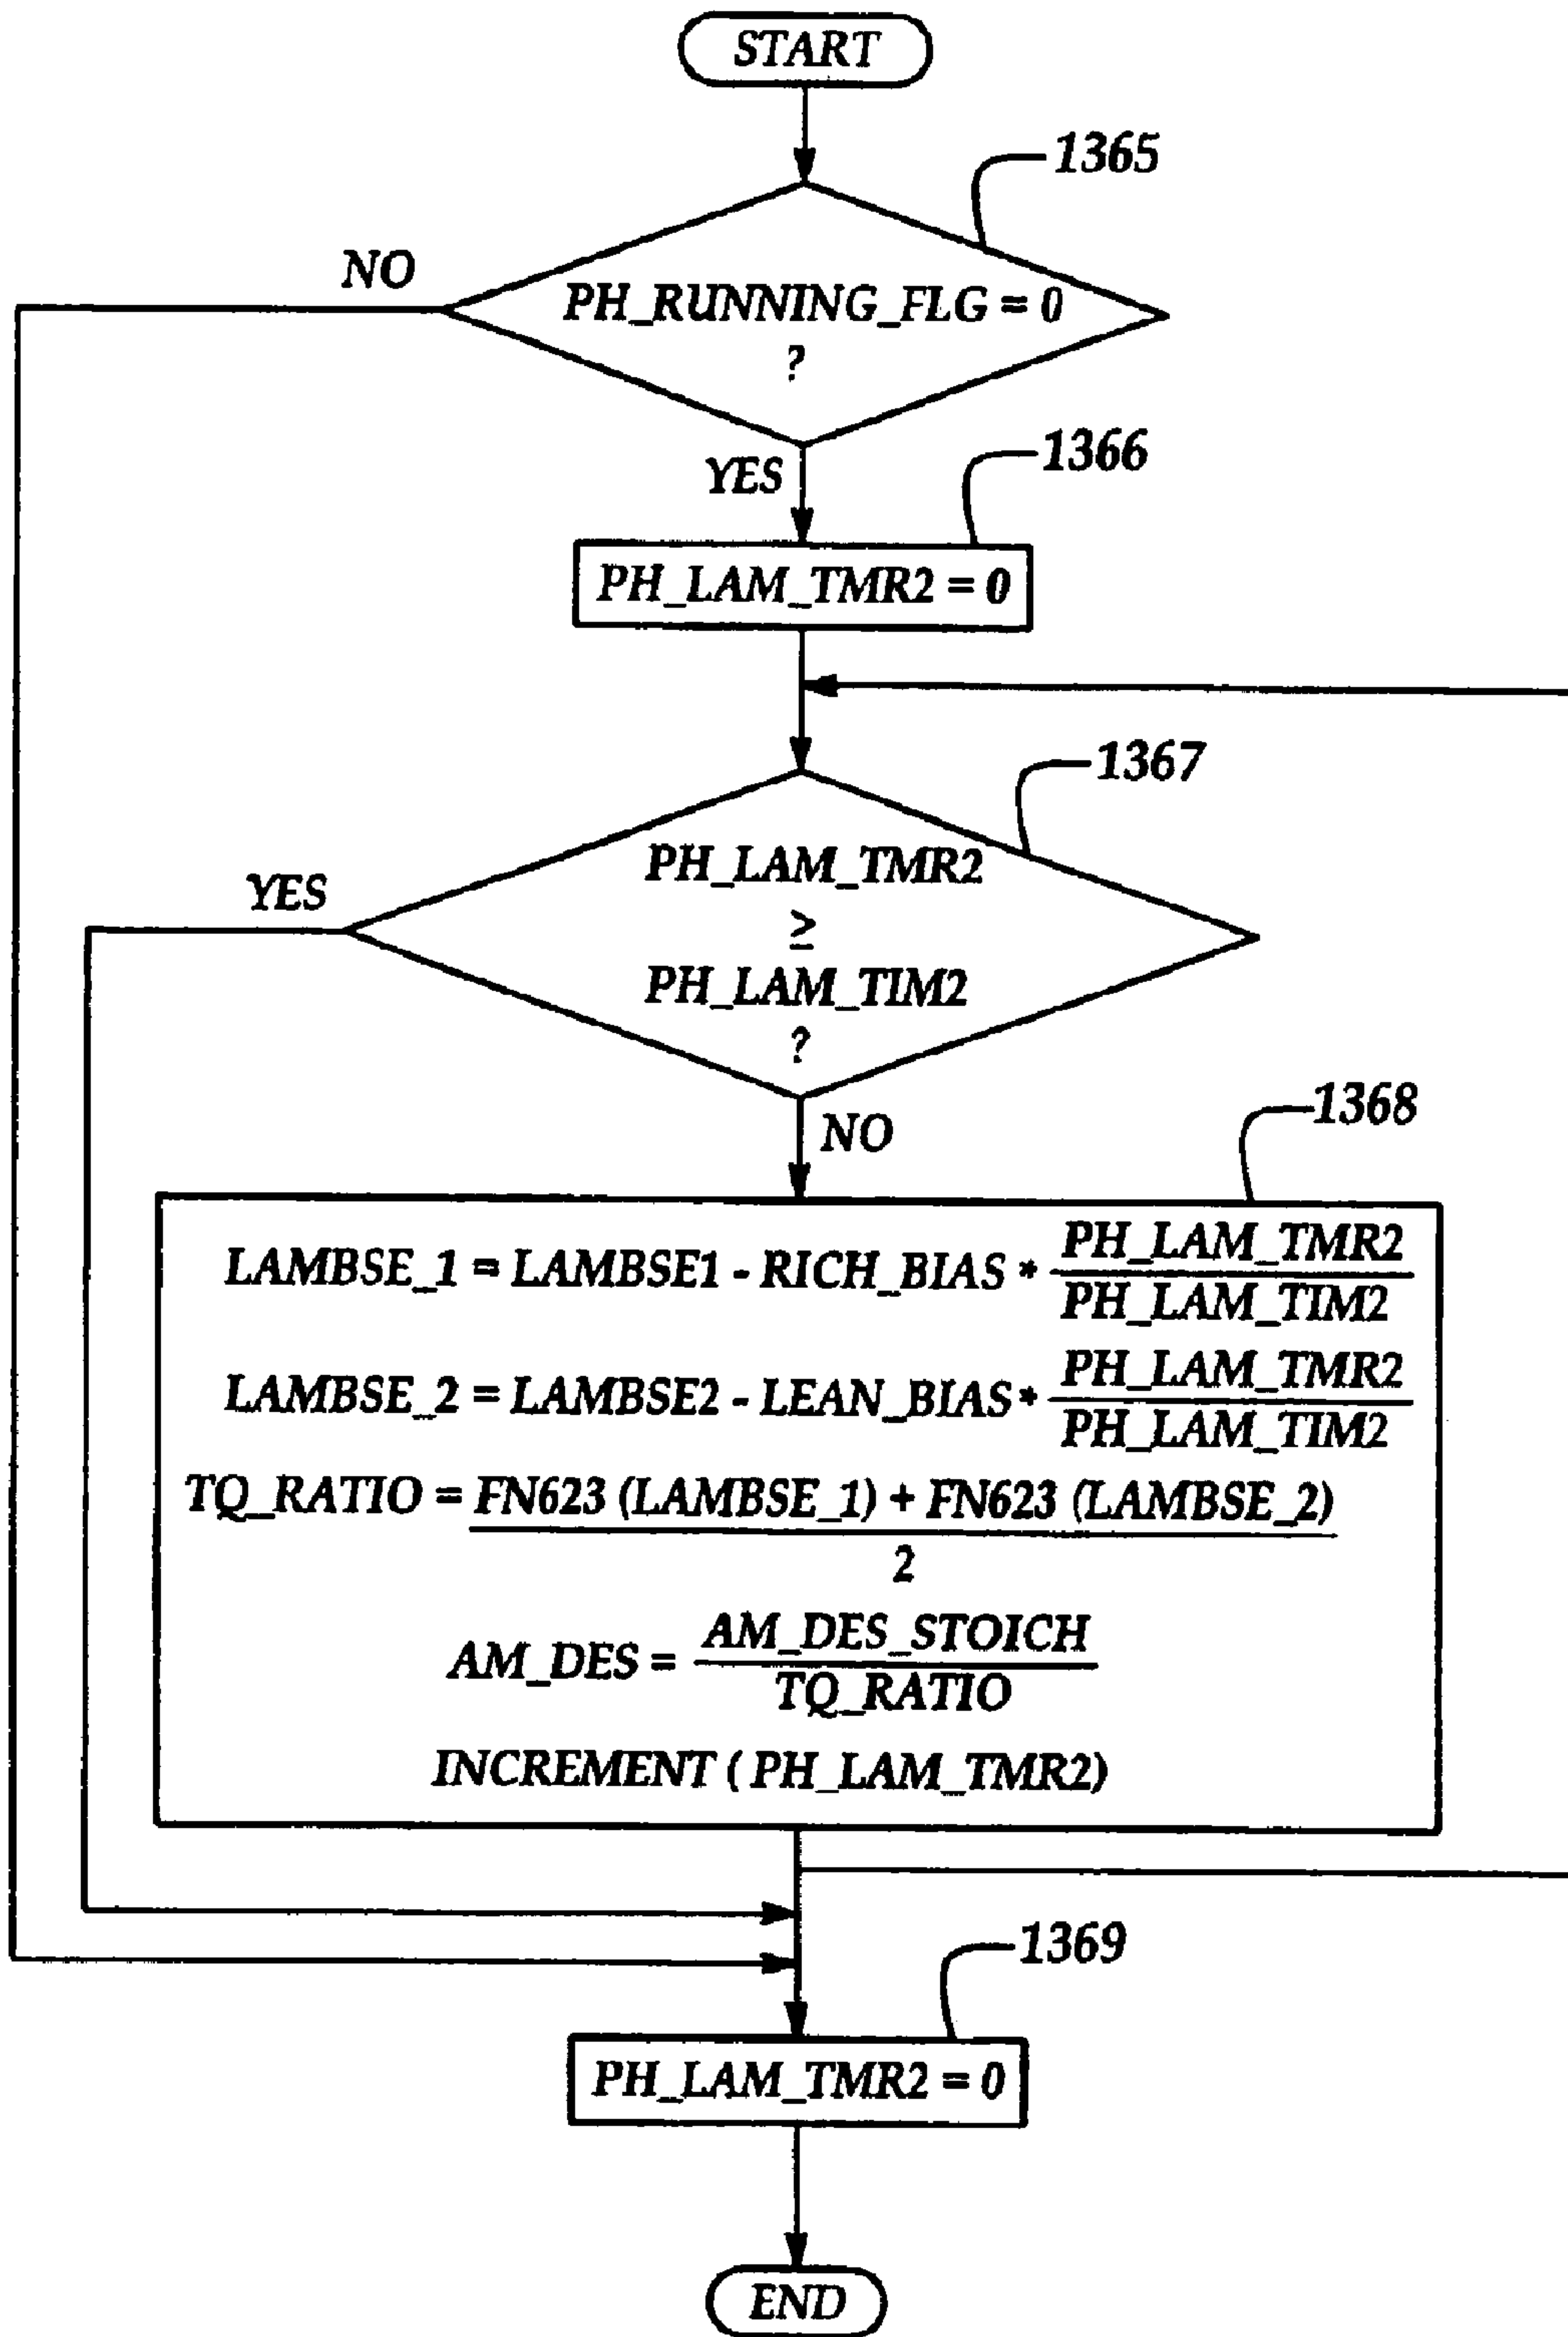 START
1365
NO
PH_RUNNING_FLG = 0
?
YES
1366
PH_LAM_TMR2 = 0
1367
YES
PH_LAM_TMR2
≥
PH_LAM_TIM2
?
NO
1368
LAMBSE_1 = LAMBSE1 - RICH_BIAS * PH_LAM_TMR2
PH_LAM_TIM2
LAMBSE_2 = LAMBSE2 - LEAN_BIAS * PH_LAM_TMR2
PH_LAM_TIM2
TQ_RATIO = FN623 (LAMBSE_1) + FN623 (LAMBSE_2)
2
AM_DES = AM_DES_STOICH
TQ_RATIO
INCREMENT ( PH_LAM_TMR2)
1369
PH_LAM_TMR2 = 0
END